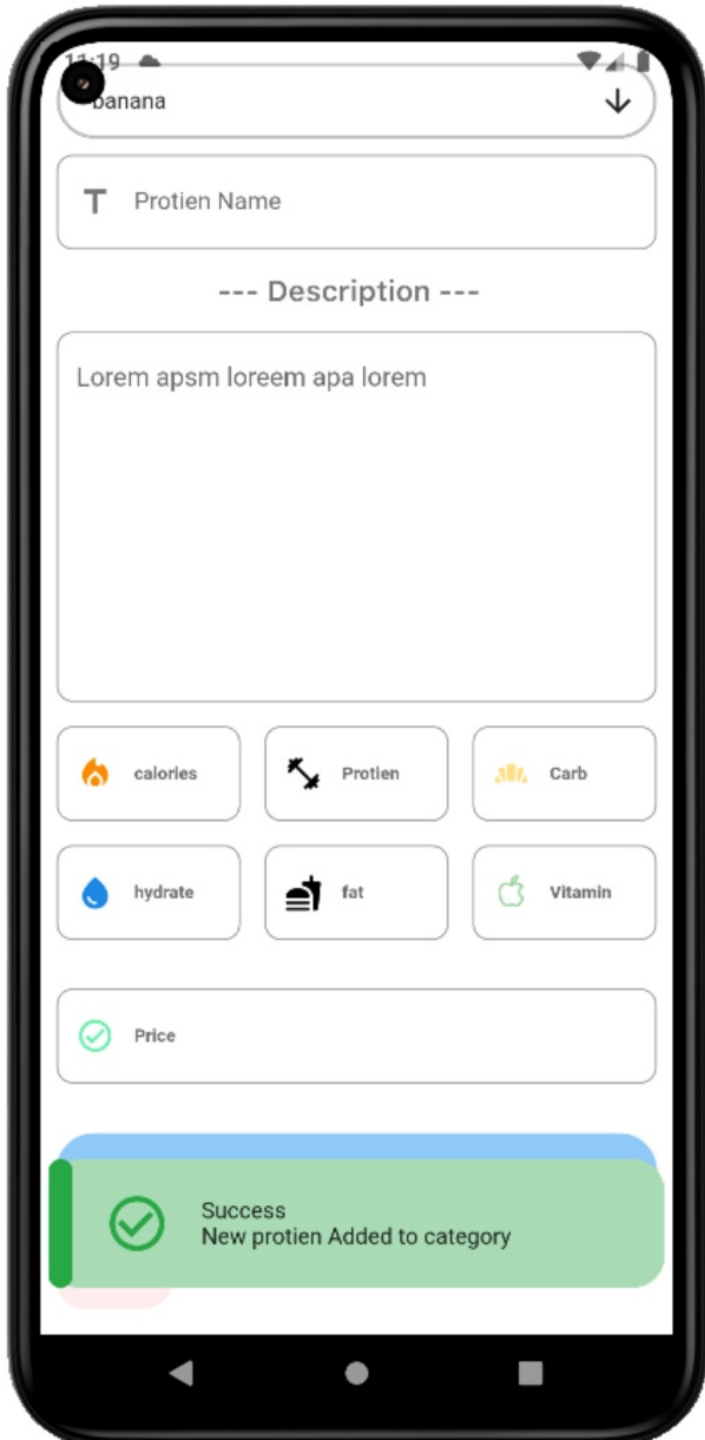 11:19
banana
Protien Name
--- Description ---
Lorem apsm loreem apa lorem
calories
Protien
Carb
hydrate
fat
Vitamin
Price
Success
New protien Added to category